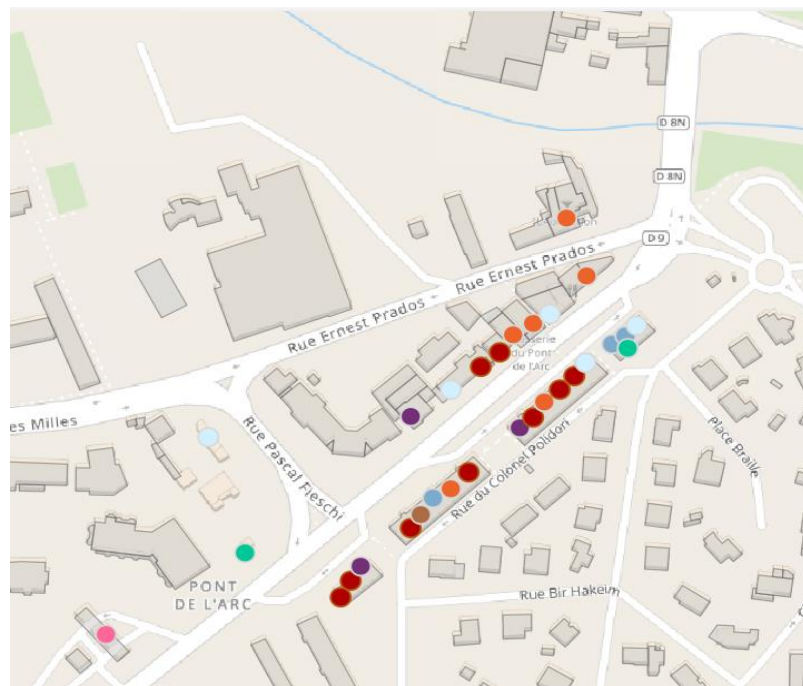 D 8N
D 8N
D 9
Rue Ernest Prados
Rue Ernest Prados
du Pont
de l'Arc
es Milles
Rue Pascal Fieschi
Rue du Colonel Polidori
Place Braille
PONT
DE L'ARC
Rue Bir Hakeim